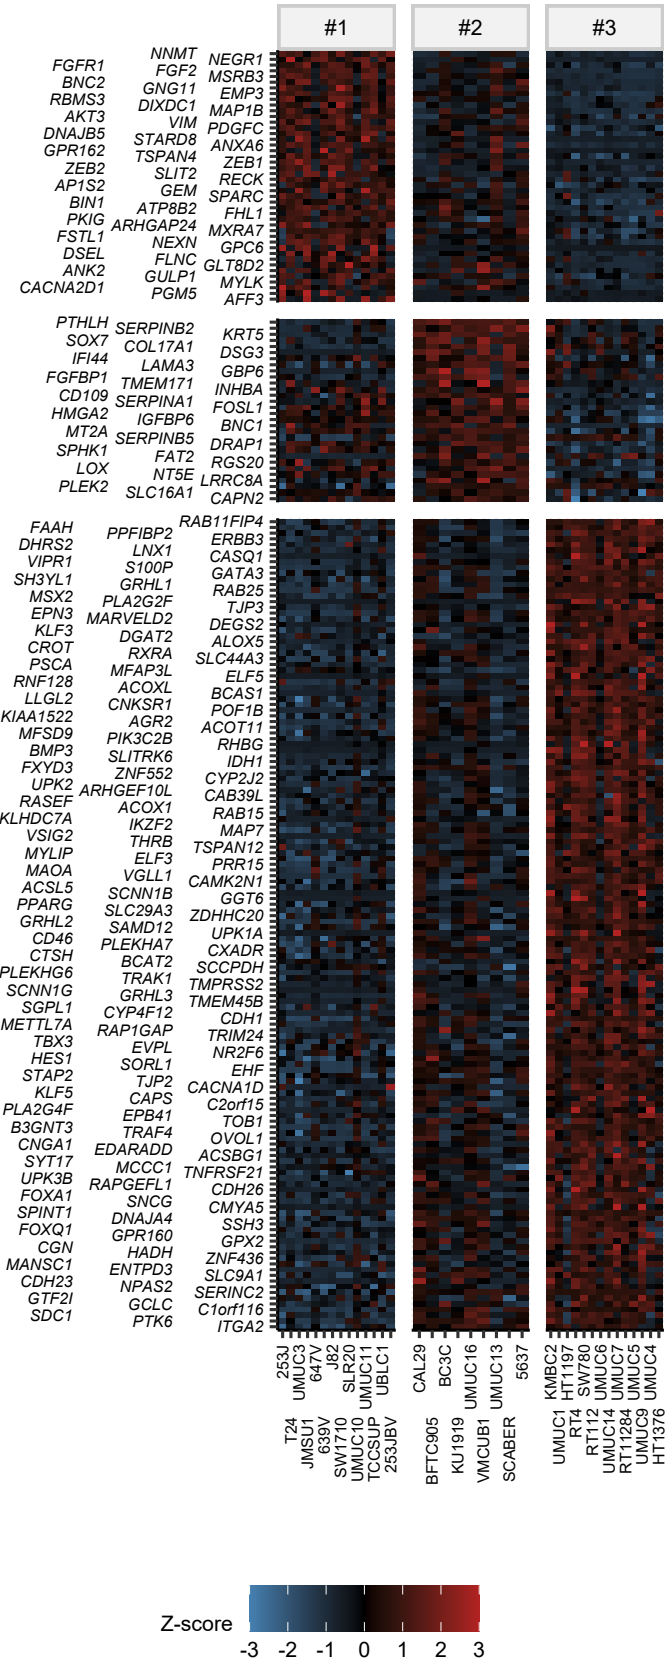 #1 #2 #3
NNMT
FGFR1
NEGR1
FGF2
BNC2
MSRB3
GNG11
RBMS3
EMP3
DIXDC1
AKT3
MAP1B
VIM
DNAJB5
PDGFC
STARD8
GPR162
ANXA6
TSPAN4
ZEB2
ZEB1
SLIT2
AP1S2
RECK
GEM
BIN1
SPARC
ATP8B2
PKIG
FHL1
ARHGAP24
FSTL1
MXRA7
NEXN
DSEL
GPC6
FLNC
ANK2
GLT8D2
GULP1
CACNA2D1
MYLK
PGM5
AFF3
PTHLH
SERPINB2
KRT5
SOX7
COL17A1
DSG3
IFI44
LAMA3
GBP6
FGFBP1
TMEM171
INHBA
CD109
SERPINA1
FOSL1
HMGA2
IGFBP6
BNC1
MT2A
SERPINB5
DRAP1
SPHK1
FAT2
RGS20
LOX
NT5E
LRRC8A
PLEK2
SLC16A1
CAPN2
RAB11FIP4
FAAH
PPFIBP2
ERBB3
DHRS2
LNX1
CASQ1
VIPR1
S100P
GATA3
SH3YL1
GRHL1
RAB25
MSX2
PLA2G2F
TJP3
EPN3
MARVELD2
DEGS2
KLF3
DGAT2
ALOX5
CROT
RXRA
SLC44A3
PSCA
MFAP3L
ELF5
RNF128
ACOXL
BCAS1
LLGL2
CNKSR1
POF1B
KIAA1522
AGR2
ACOT11
MFSD9
PIK3C2B
RHBG
BMP3
SLITRK6
IDH1
FXYD3
ZNF552
CYP2J2
UPK2
ARHGEF10L
CAB39L
RASEF
ACOX1
RAB15
KLHDC7A
IKZF2
MAP7
VSIG2
THRB
TSPAN12
MYLIP
ELF3
PRR15
MAOA
VGLL1
CAMK2N1
ACSL5
SCNN1B
GGT6
PPARG
SLC29A3
ZDHHC20
GRHL2
SAMD12
UPK1A
CD46
PLEKHA7
CXADR
CTSH
BCAT2
SCCPDH
PLEKHG6
TRAK1
TMPRSS2
SCNN1G
GRHL3
TMEM45B
SGPL1
CYP4F12
CDH1
METTL7A
RAP1GAP
TRIM24
TBX3
EVPL
NR2F6
HES1
SORL1
EHF
STAP2
TJP2
CACNA1D
KLF5
CAPS
C2orf15
PLA2G4F
EPB41
TOB1
B3GNT3
TRAF4
OVOL1
CNGA1
EDARADD
ACSBG1
SYT17
MCCC1
TNFRSF21
UPK3B
RAPGEFL1
CDH26
FOXA1
SNCG
CMYA5
SPINT1
DNAJA4
SSH3
FOXQ1
GPR160
GPX2
CGN
HADH
ZNF436
MANSC1
ENTPD3
SLC9A1
CDH23
NPAS2
SERINC2
GTF2I
GCLC
C1orf116
SDC1
PTK6
ITGA2
253J
T24
UMUC3
JMSU1
647V
639V
J82
SW1710
SLR20
UMUC10
UMUC11
TCCSUP
UBLC1
253JBV
CAL29
BFTC905
BC3C
KU1919
UMUC16
VMCUB1
UMUC13
SCABER
5637
KMBC2
UMUC1
HT1197
RT4
SW780
RT112
UMUC6
UMUC14
UMUC7
RT11284
UMUC5
UMUC9
UMUC4
HT1376
Z-score
-3 -2 -1 0 1 2 3